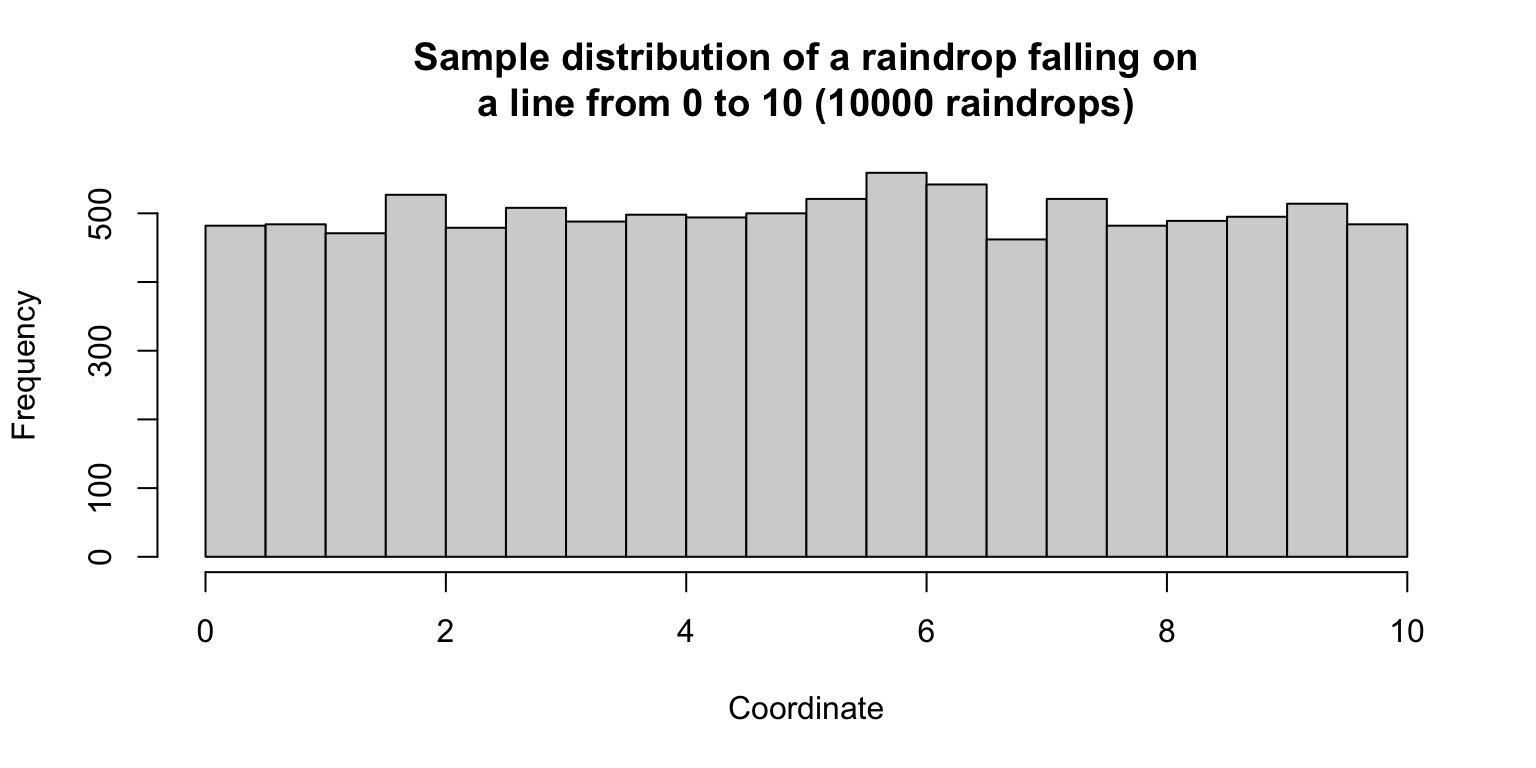 Sample distribution of a raindrop falling on
a line from 0 to 10 (10000 raindrops)
Frequency
500
300
100
0
0 2 4 6 8 10
Coordinate